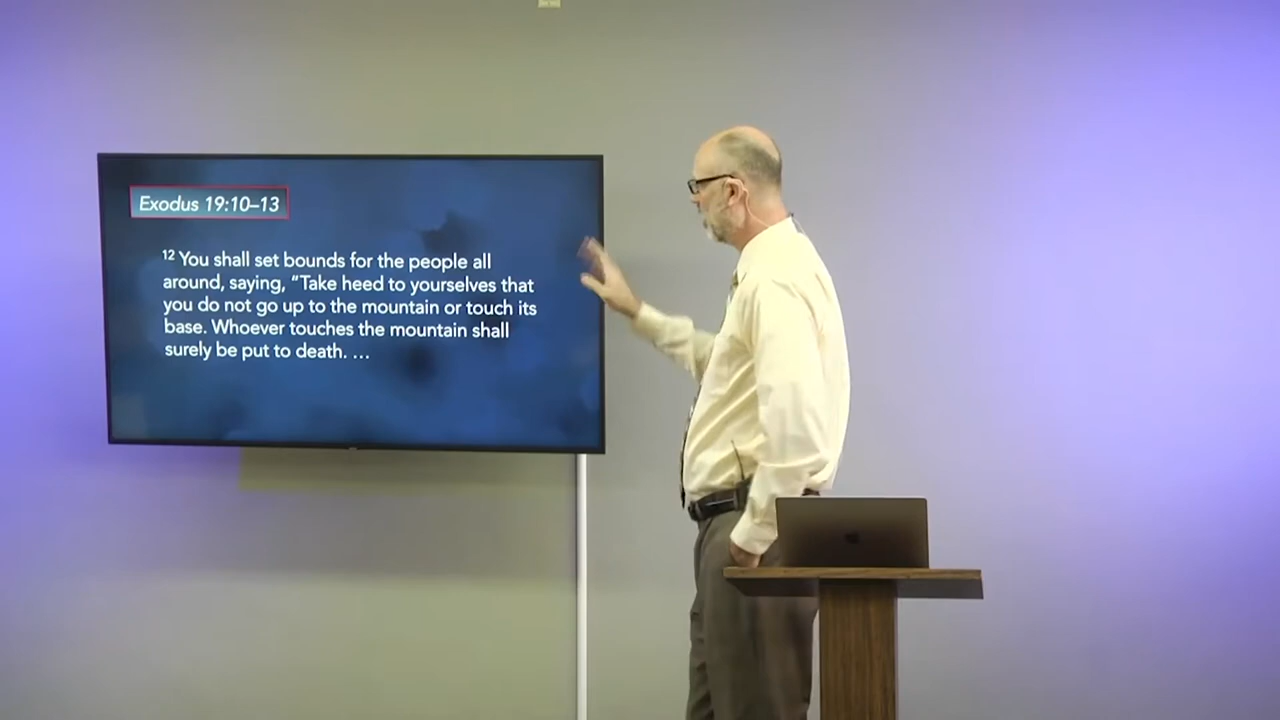 Exodus 19:10–13
12 You shall set bounds for the people all
around, saying, “Take heed to yourselves that
you do not go up to the mountain or touch its
base. Whoever touches the mountain shall
surely be put to death. …